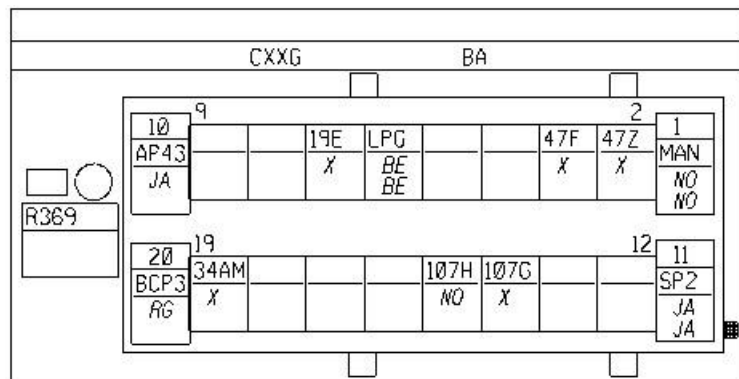 CXXG BA
9 2
10 1
19E LPG 47F 47Z
AP43 MAN
X BE X X
JA BE NO
NO
R369
19 12
20 11
34AM 107H 107G
BCP3 SP2
X NO X
RG JA
JA